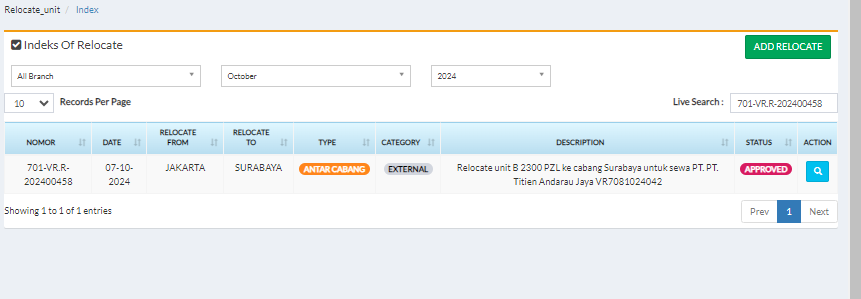 Relocate_unit / Index
Indeks Of Relocate
ADD RELOCATE
All Branch October 2024
10 Records Per Page Live Search : 701-VR.R-202400458
NOMOR DATE RELOCATE FROM RELOCATE TO TYPE CATEGORY DESCRIPTION STATUS ACTION
701-VR.R- 07-10- JAKARTA SURABAYA ANTAR CABANG EXTERNAL Relocate unit B 2300 PZL ke cabang Surabaya untuk sewa PT. PT. APPROVED
202400458 2024 Titien Andarau Jaya VR7081024042
Showing 1 to 1 of 1 entries Prev 1 Next